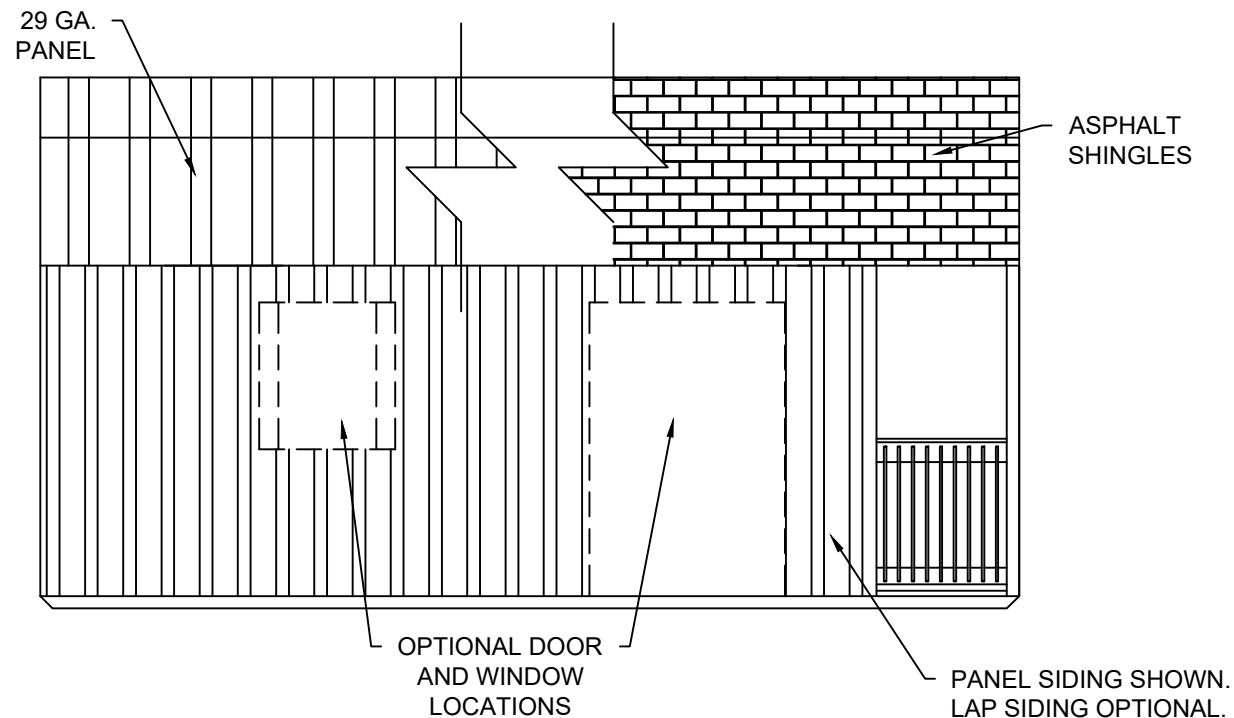 29 GA.
PANEL
ASPHALT
SHINGLES
OPTIONAL DOOR
AND WINDOW
LOCATIONS
PANEL SIDING SHOWN.
LAP SIDING OPTIONAL.